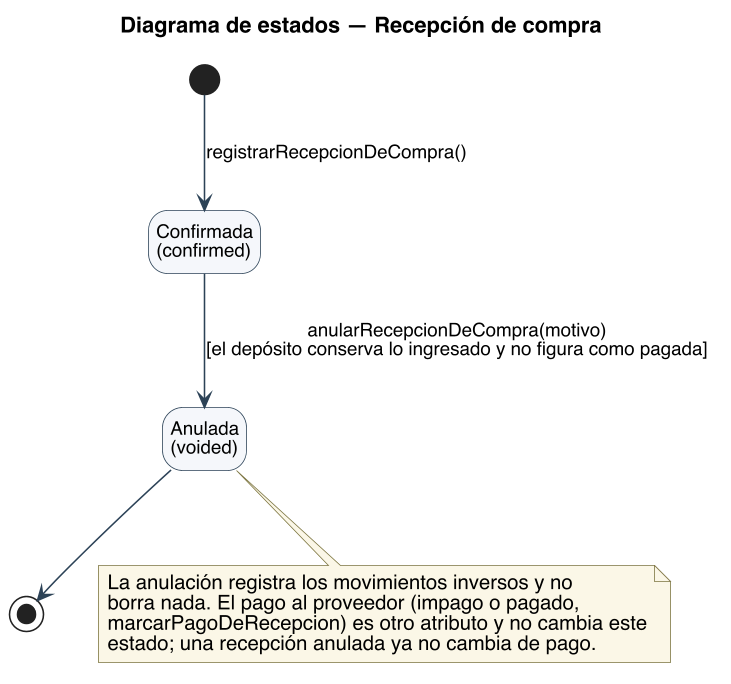 Diagrama de estados — Recepción de compra
registrarRecepcionDeCompra()
Confirmada
(confirmed)
anularRecepcionDeCompra(motivo)
[el depósito conserva lo ingresado y no figura como pagada]
Anulada
(voided)
La anulación registra los movimientos inversos y no
borra nada. El pago al proveedor (impago o pagado,
marcarPagoDeRecepcion) es otro atributo y no cambia este
estado; una recepción anulada ya no cambia de pago.